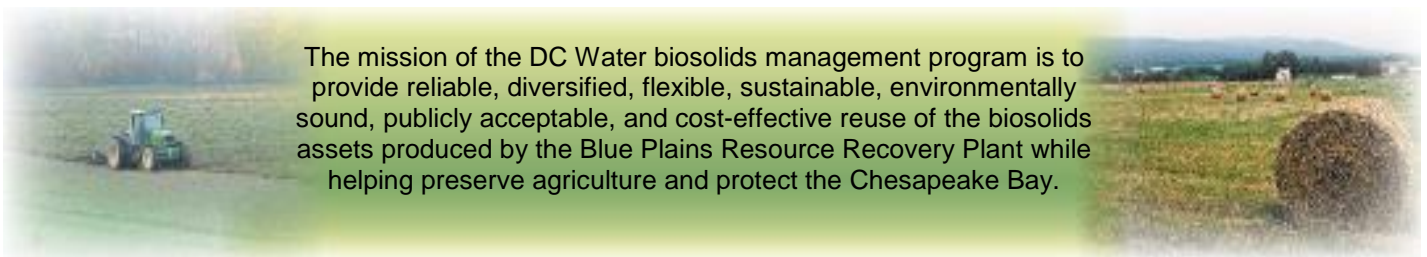 The mission of the DC Water biosolids management program is to
provide reliable, diversified, flexible, sustainable, environmentally
sound, publicly acceptable, and cost-effective reuse of the biosolids
assets produced by the Blue Plains Resource Recovery Plant while
helping preserve agriculture and protect the Chesapeake Bay.